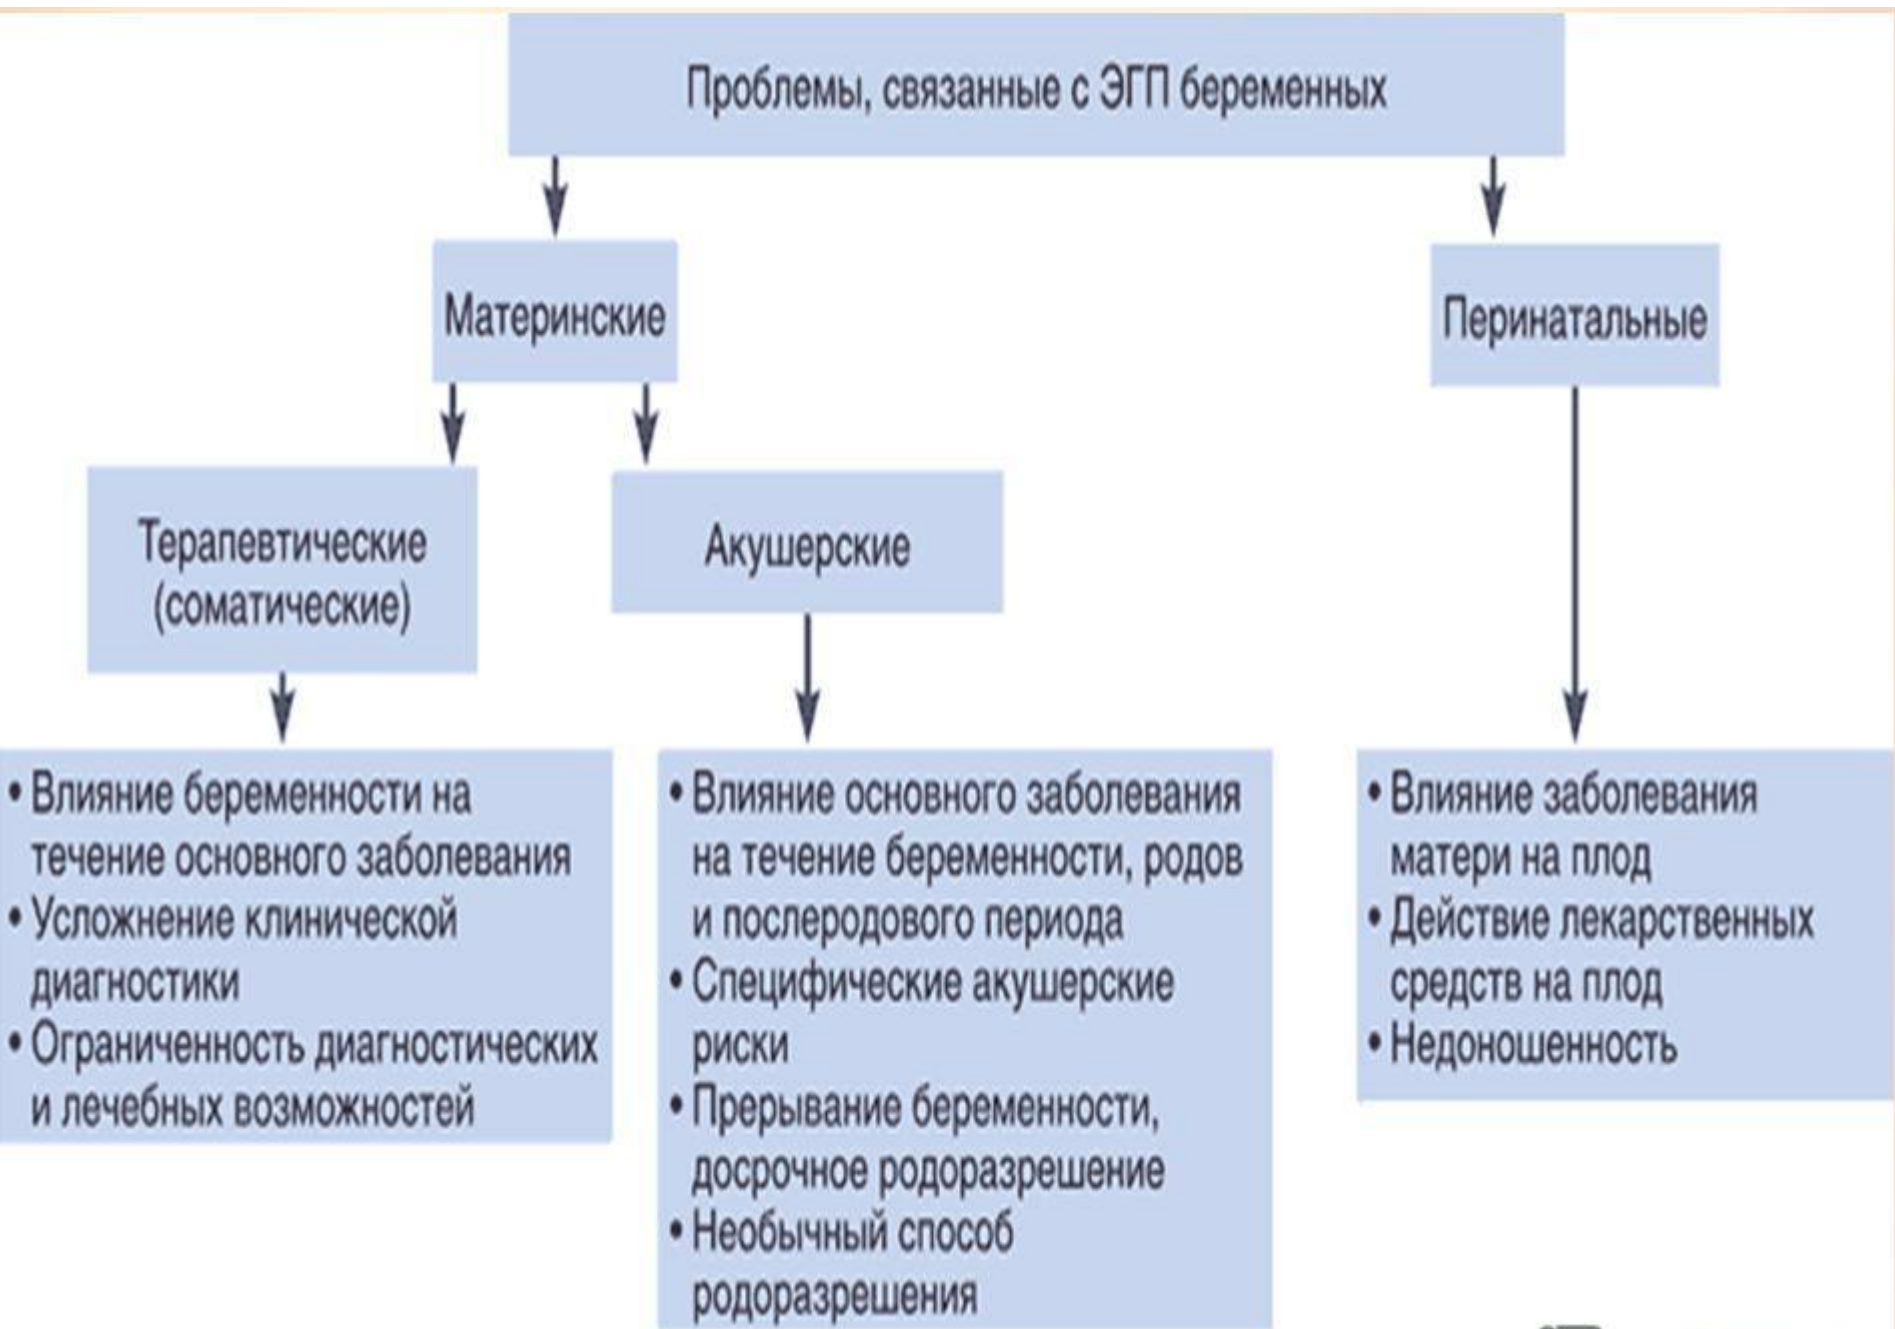 Проблемы, связанные с ЭГП беременных
Материнские
Перинатальные
Терапевтические
(соматические)
Акушерские
• Влияние беременности на
течение основного заболевания
• Усложнение клинической
диагностики
• Ограниченность диагностических
и лечебных возможностей
• Влияние основного заболевания
на течение беременности, родов
и послеродового периода
• Специфические акушерские
риски
• Прерывание беременности,
досрочное родоразрешение
• Необычный способ
родоразрешения
• Влияние заболевания
матери на плод
• Действие лекарственных
средств на плод
• Недоношенность